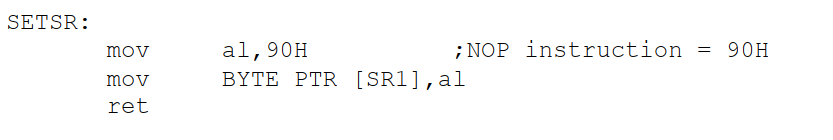 SETSR:
mov al,90H ;NOP instruction = 90H
mov BYTE PTR [SR1],al
ret